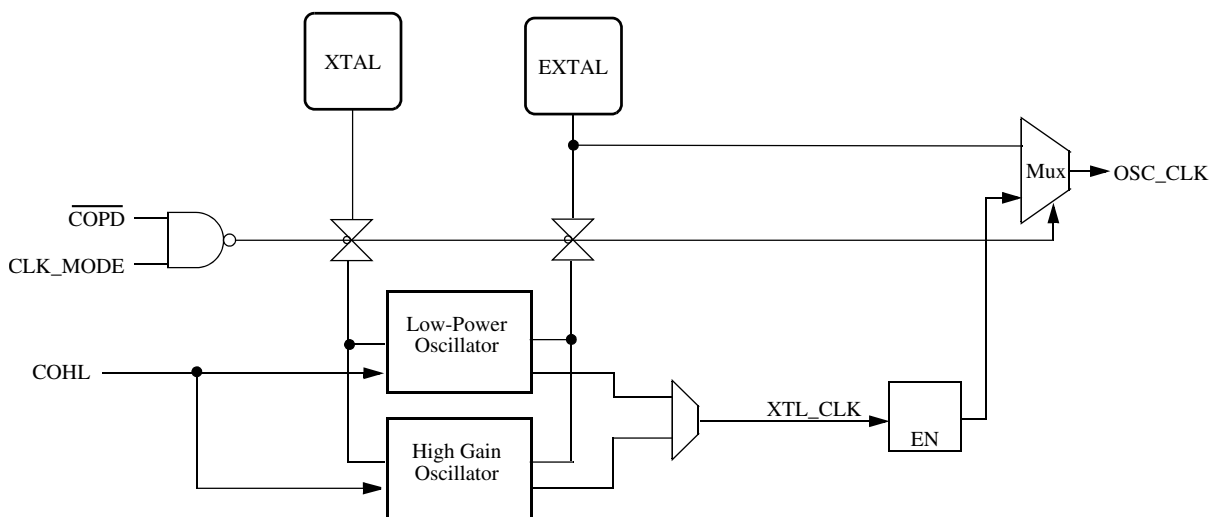 XTAL
EXTAL
Mux
OSC_CLK
COPD
CLK_MODE
Low-Power
Oscillator
COHL
XTL_CLK
EN
High Gain
Oscillator